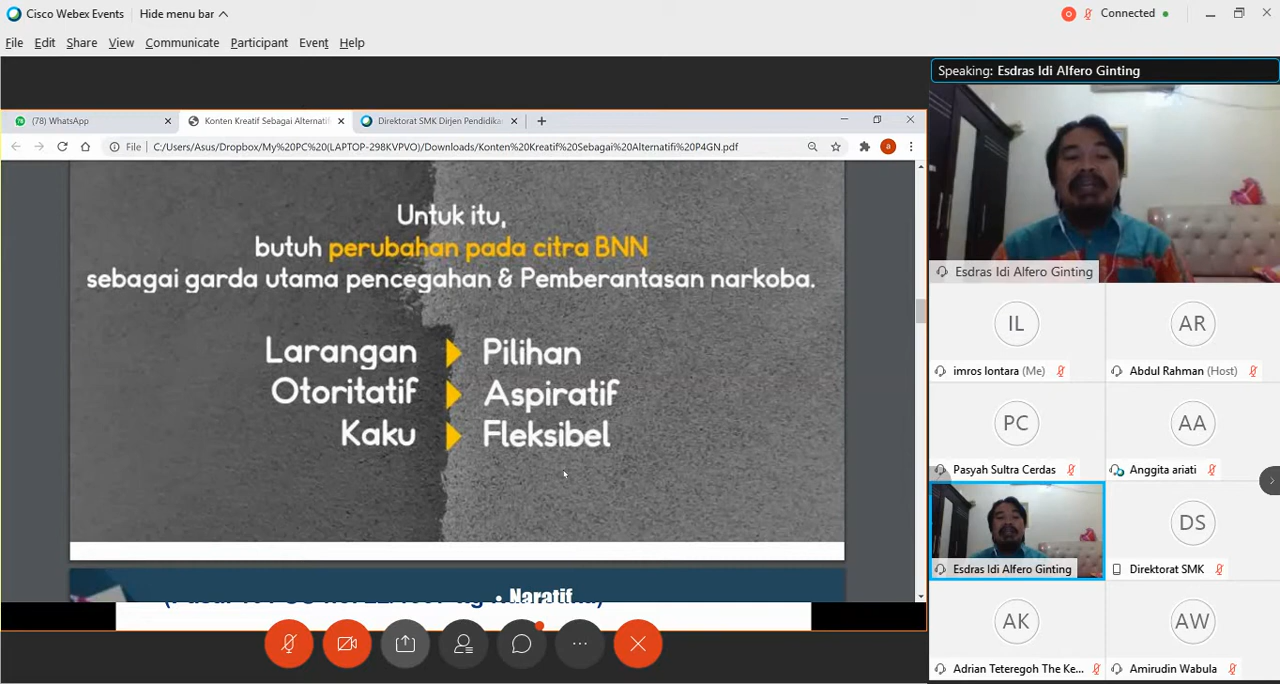 Cisco Webex Events
Hide menu bar
Connected
File Edit Share View Communicate Participant Event Help
Speaking: Esdras Idi Alfero Ginting
(78) WhatsApp
Konten Kreatif Sebagai Alternatif
Direktorat SMK Dirjen Pendidika
File
C:/Users/Asus/Dropbox/My%20PC%20(LAPTOP-298KVPVO)/Downloads/Konten%20Kreatif%20Sebagai%20Alternatifi%20P4GN.pdf
a
Untuk itu,
butuh perubahan pada citra BNN
sebagai garda utama pencegahan & Pemberantasan narkoba.
Larangan Pilihan
Otoritatif Aspiratif
Kaku Fleksibel
• Naratif
Esdras Idi Alfero Ginting
IL
imros lontara (Me)
AR
Abdul Rahman (Host)
PC
Pasyah Sultra Cerdas
AA
Anggita ariati
Esdras Idi Alfero Ginting
DS
Direktorat SMK
AK
Adrian Teteregoh The Ke...
AW
Amirudin Wabula